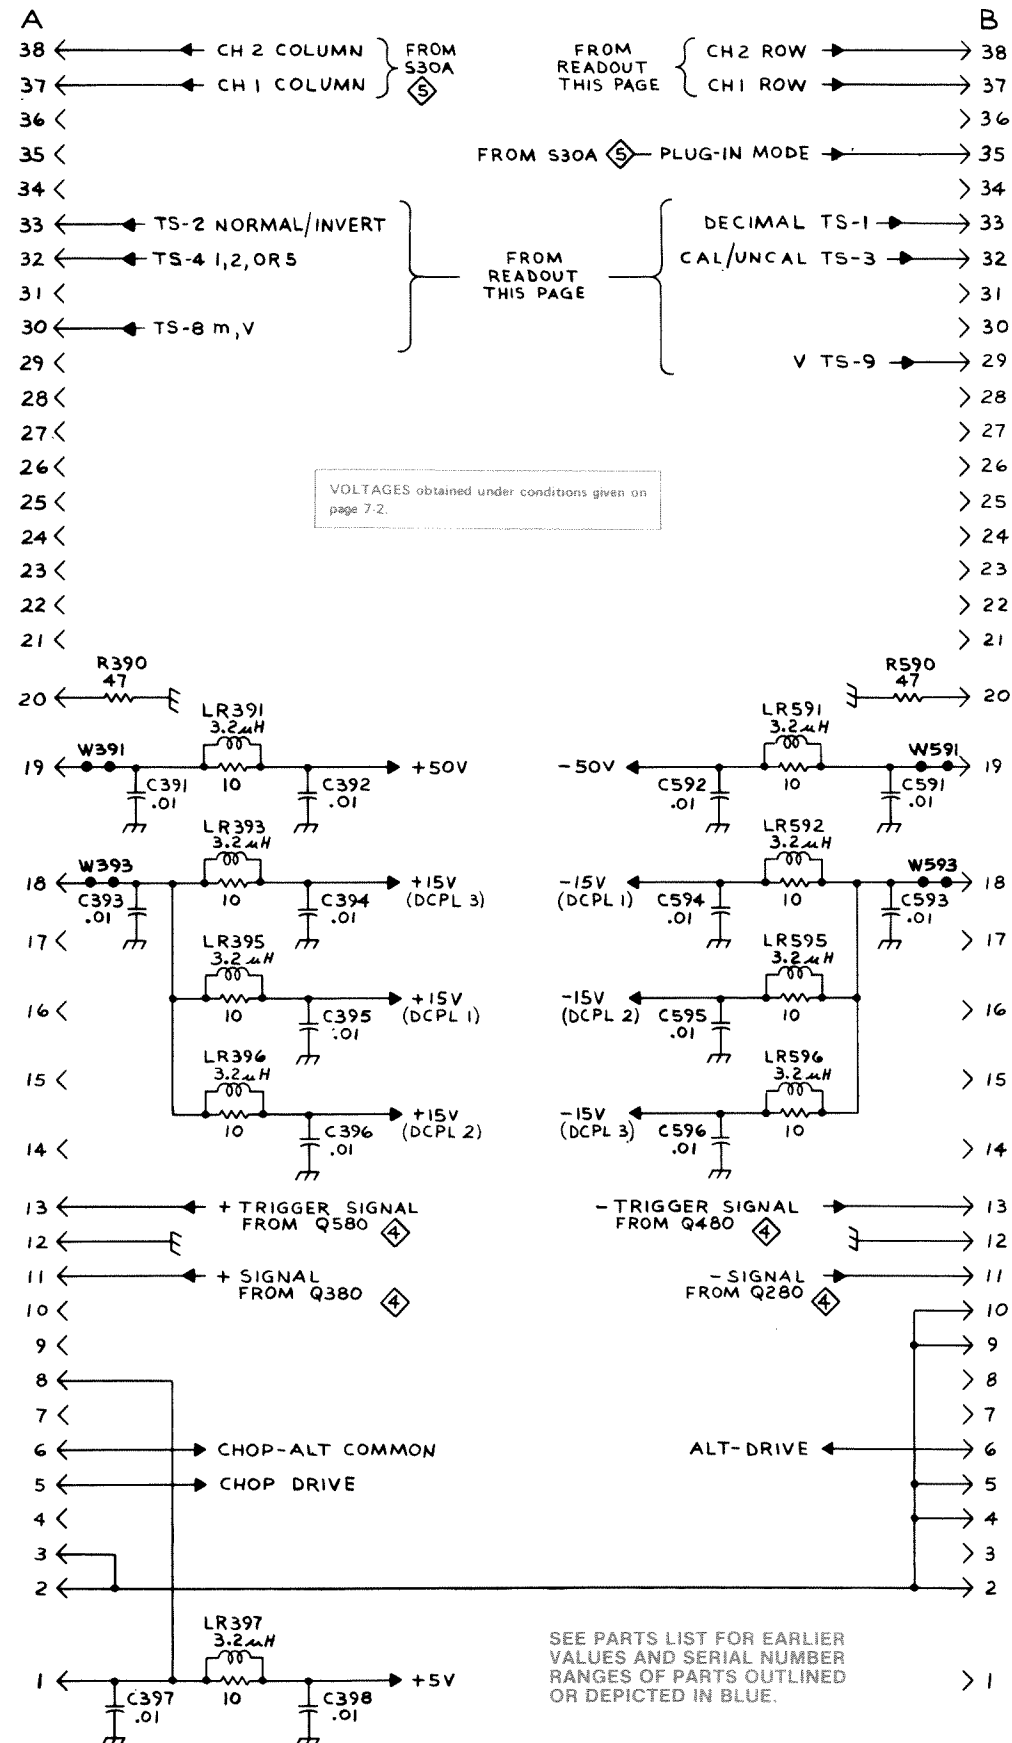 A
B
38 CH 2 COLUMN
37 CH 1 COLUMN
FROM
S30A
5
FROM
READOUT
THIS PAGE
CH2 ROW 38
CH1 ROW 37
36
36
35
FROM S30A 5 PLUG-IN MODE 35
34
34
33 TS-2 NORMAL/INVERT
DECIMAL TS-1 33
32 TS-4 1,2,OR5
FROM
READOUT
THIS PAGE
CAL/UNCAL TS-3 32
31
31
30 TS-8 m,V
30
29
V TS-9 29
28
28
27
27
26
26
VOLTAGES obtained under conditions given on
page 7-2.
25
25
24
24
23
23
22
22
21
21
R390
47
20
R590
47
20
LR391
3.2µH
W391
19
C391
.01
10
C392
.01
+50V
LR591
3.2µH
-50V
C592
.01
10
W591
C591
.01
19
LR393
3.2µH
W393
18
C393
.01
10
C394
.01
+15V
(DCPL 3)
LR592
3.2µH
-15V
(DCPL 1)
C594
.01
10
W593
C593
.01
18
17
17
LR395
3.2µH
16
10
C395
.01
+15V
(DCPL 1)
LR595
3.2µH
-15V
(DCPL 2)
C595
.01
10
16
LR396
3.2µH
15
10
C396
.01
+15V
(DCPL 2)
LR596
3.2µH
-15V
(DCPL 3)
C596
.01
10
15
14
14
13 + TRIGGER SIGNAL
FROM Q580 4
- TRIGGER SIGNAL 13
FROM Q480 4
12
12
11 + SIGNAL
FROM Q380 4
- SIGNAL 11
FROM Q280 4
10
10
9
9
8
8
7
7
6 CHOP-ALT COMMON
ALT-DRIVE 6
5 CHOP DRIVE
5
4
4
3
3
2
2
LR397
3.2µH
1
C397
.01
10
C398
.01
+5V
SEE PARTS LIST FOR EARLIER
VALUES AND SERIAL NUMBER
RANGES OF PARTS OUTLINED
OR DEPICTED IN BLUE.
1